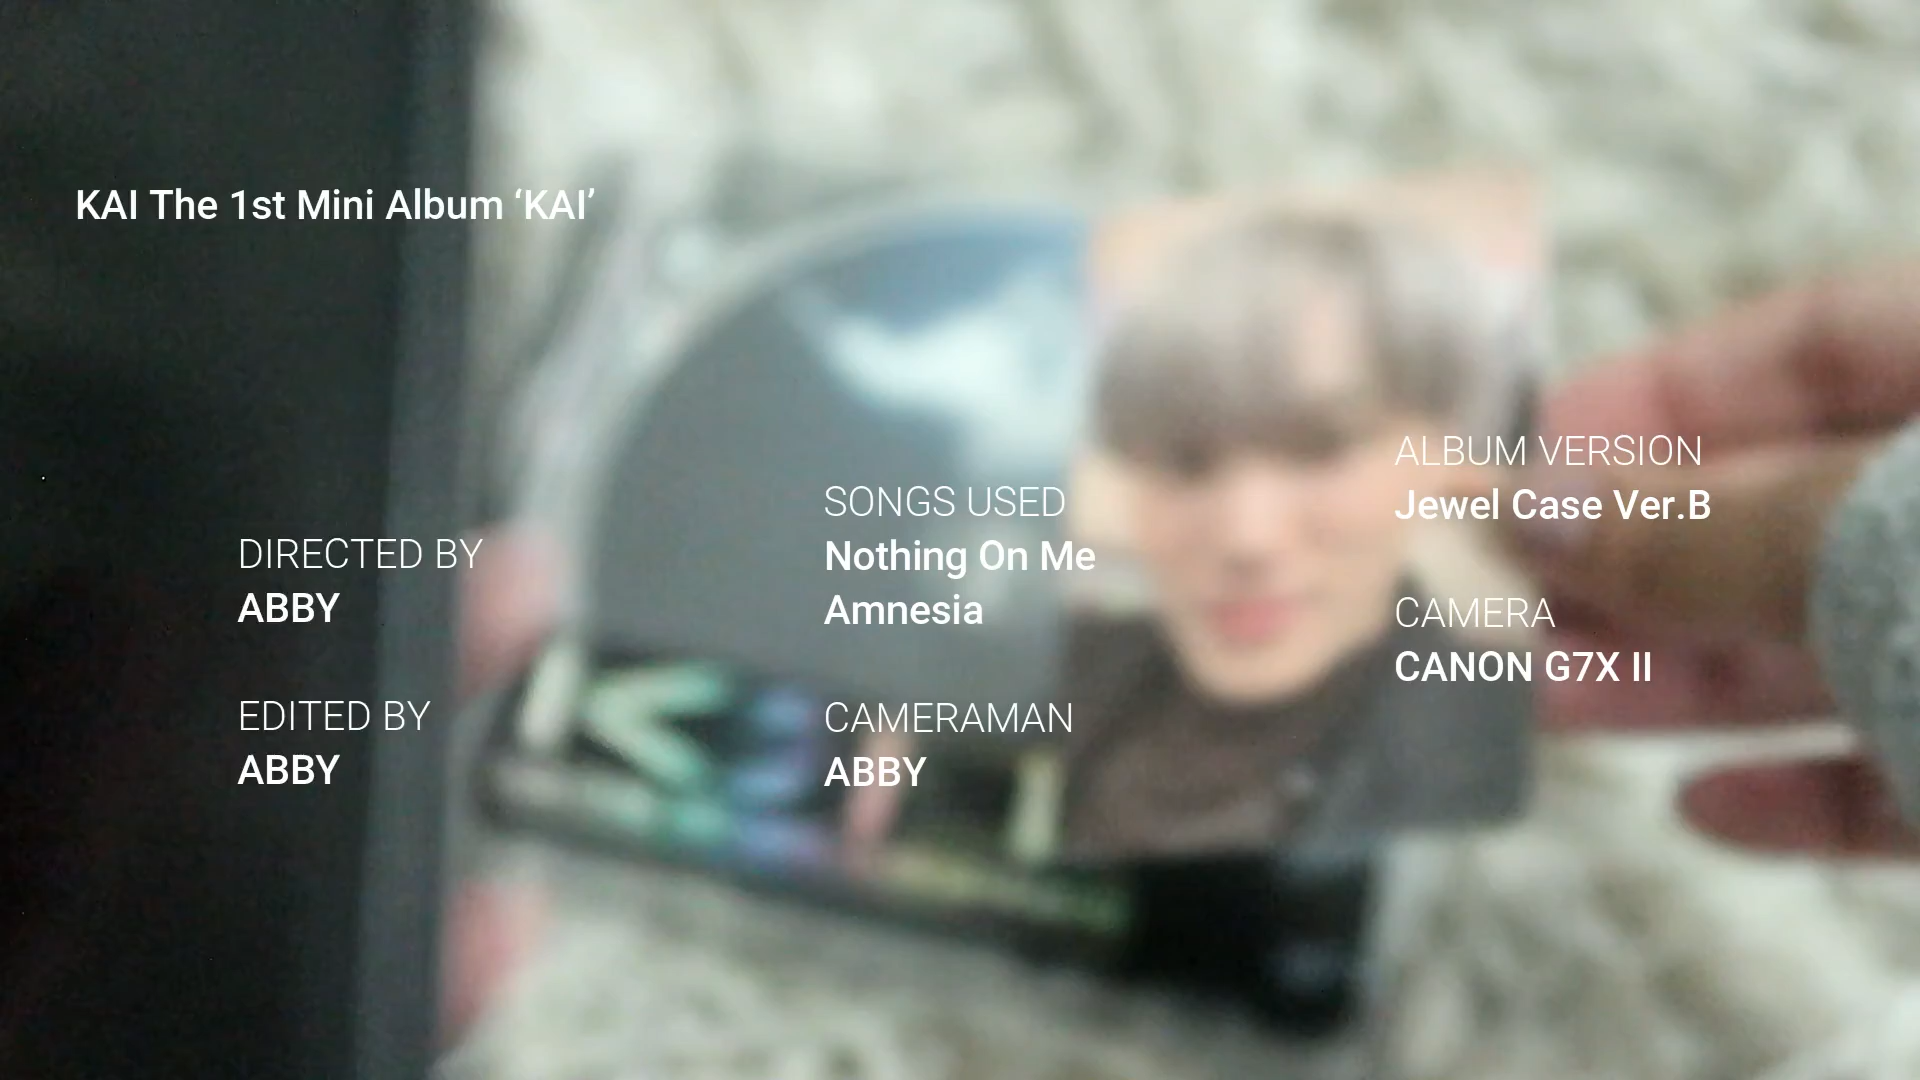 KAI The 1st Mini Album ‘KAI’
DIRECTED BY
ABBY
EDITED BY
ABBY
SONGS USED
Nothing On Me
Amnesia
CAMERAMAN
ABBY
ALBUM VERSION
Jewel Case Ver.B
CAMERA
CANON G7X II